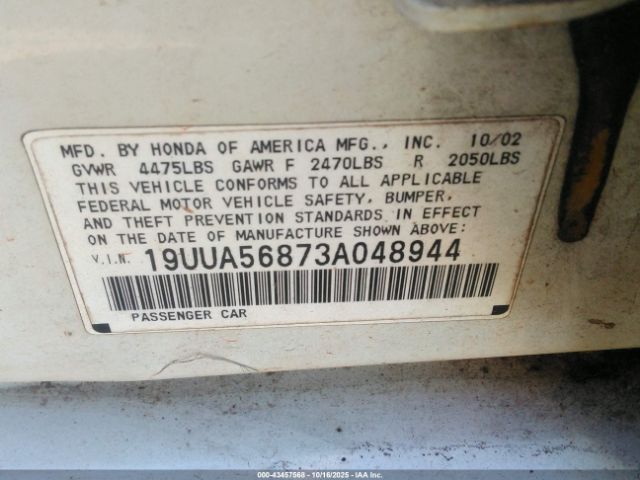 MFD. BY HONDA OF AMERICA MFG., INC. 10/02
GVWR 4475LBS GAWR F 2470LBS R 2050LBS
THIS VEHICLE CONFORMS TO ALL APPLICABLE
FEDERAL MOTOR VEHICLE SAFETY, BUMPER,
AND THEFT PREVENTION STANDARDS IN EFFECT
ON THE DATE OF MANUFACTURE SHOWN ABOVE:
V.I.N. 19UUA56873A048944
PASSENGER CAR
000-43457568 - 10/16/2025 - IAA Inc.